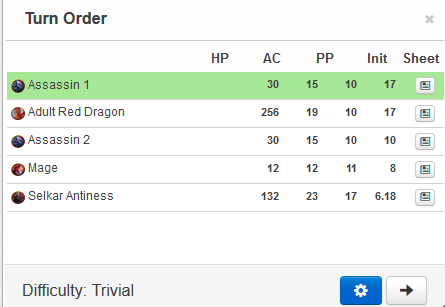 Turn Order ×
HP AC PP Init Sheet
Assassin 1 30 15 10 17
Adult Red Dragon 256 19 10 17
Assassin 2 30 15 10 10
Mage 12 12 11 8
Selkar Antiness 132 23 17 6.18
Difficulty: Trivial